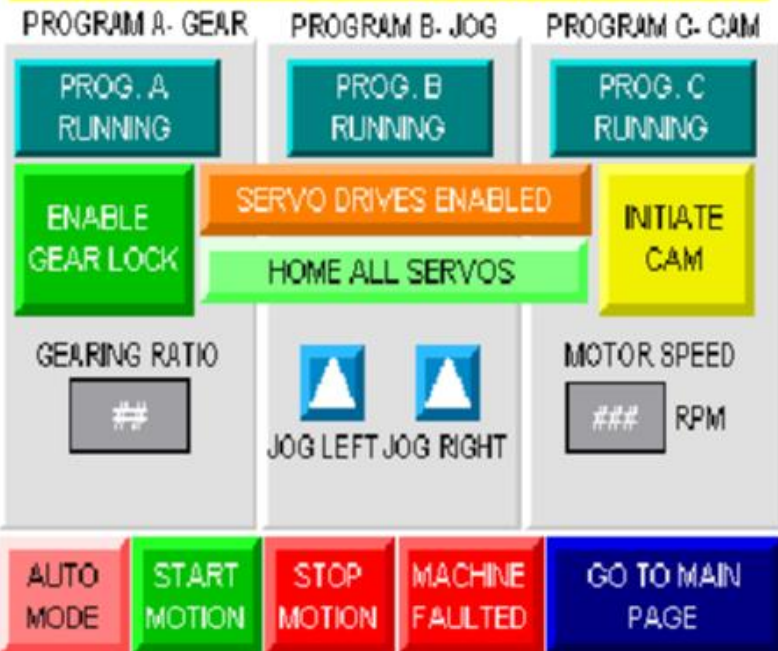 PROGRAM A- GEAR
PROGRAM B- JOG
PROGRAM C- CAM
PROG. A
RUNNING
PROG. B
RUNNING
PROG. C
RUNNING
ENABLE
GEAR LOCK
SERVO DRIVES ENABLED
HOME ALL SERVOS
INITIATE
CAM
GEARING RATIO
##
JOG LEFT
JOG RIGHT
MOTOR SPEED
### RPM
AUTO
MODE
START
MOTION
STOP
MOTION
MACHINE
FAULTED
GO TO MAIN
PAGE